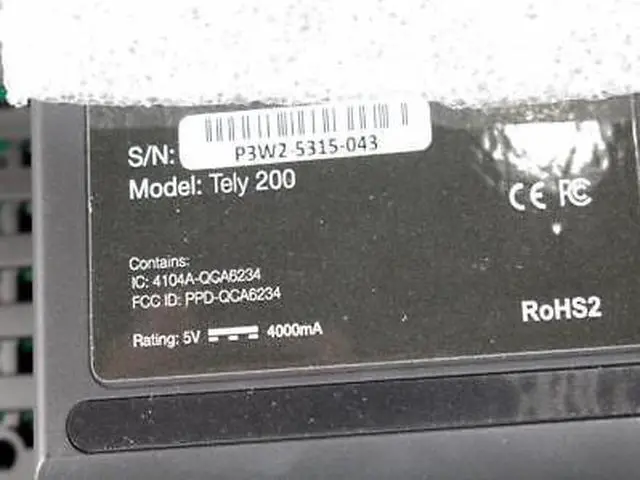 S/N: P3W2-5315-043
Model: Tely 200
CE FC
Contains:
IC: 4104A-QCA6234
FCC ID: PPD-QCA6234
RoHS2
Rating: 5V 4000mA